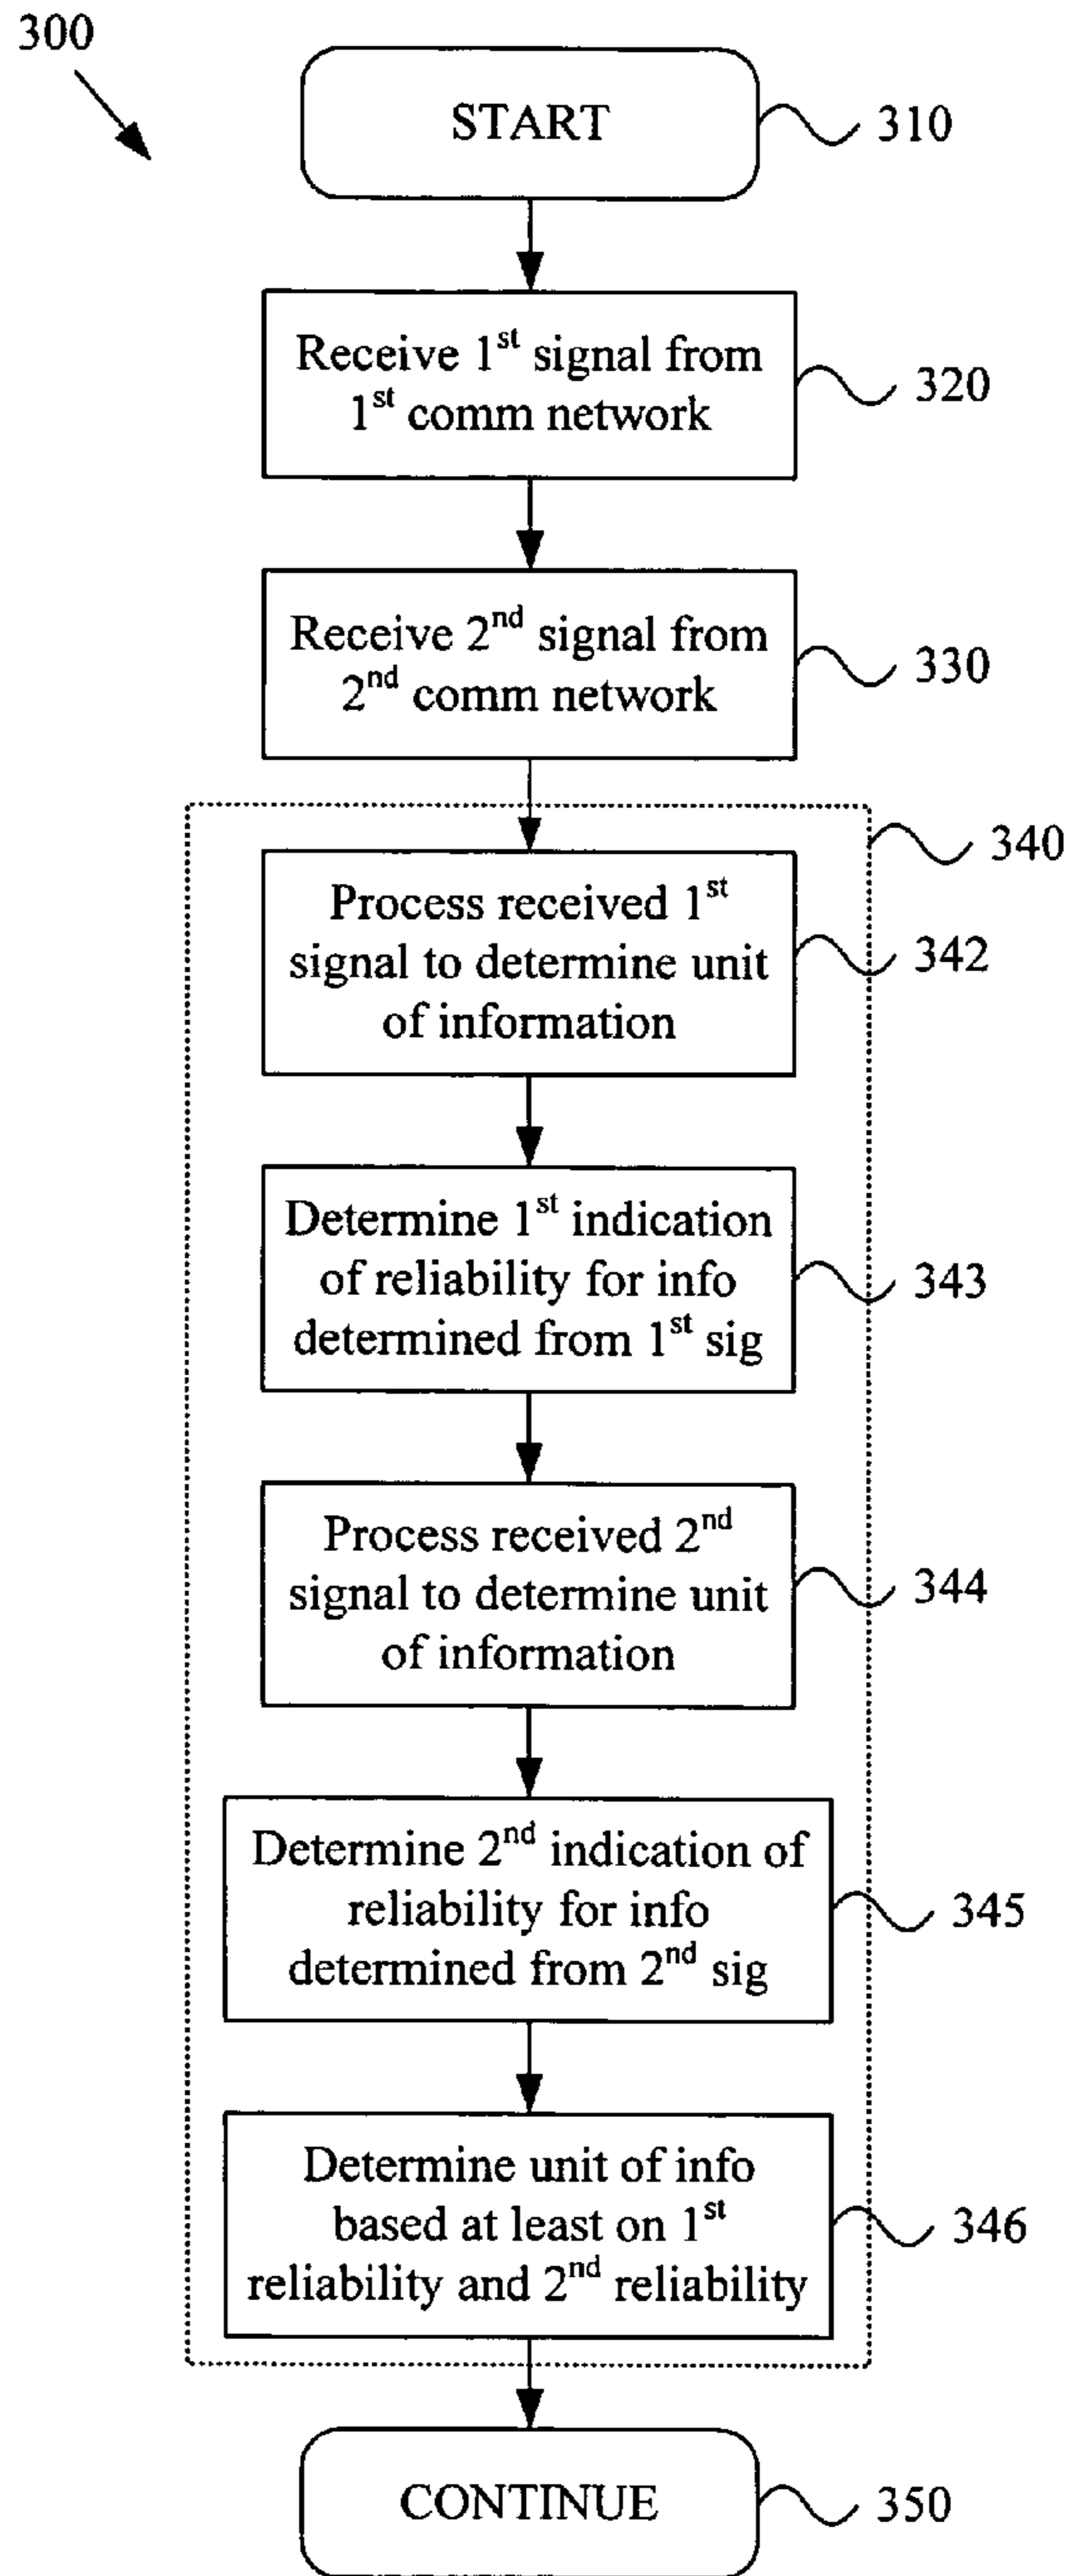 300
START
310
Receive 1st signal from
1st comm network
320
Receive 2nd signal from
2nd comm network
330
340
Process received 1st
signal to determine unit
of information
342
Determine 1st indication
of reliability for info
determined from 1st sig
343
Process received 2nd
signal to determine unit
of information
344
Determine 2nd indication of
reliability for info
determined from 2nd sig
345
Determine unit of info
based at least on 1st
reliability and 2nd reliability
346
CONTINUE
350